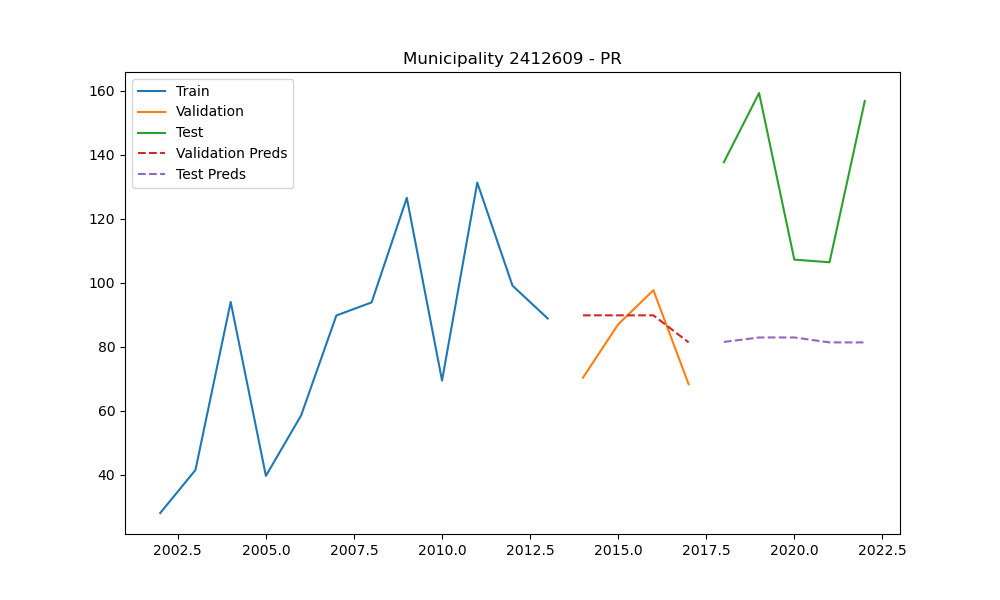 Municipality 2412609 - PR
Train
Validation
Test
Validation Preds
Test Preds
160
140
120
100
80
60
40
2002.5 2005.0 2007.5 2010.0 2012.5 2015.0 2017.5 2020.0 2022.5